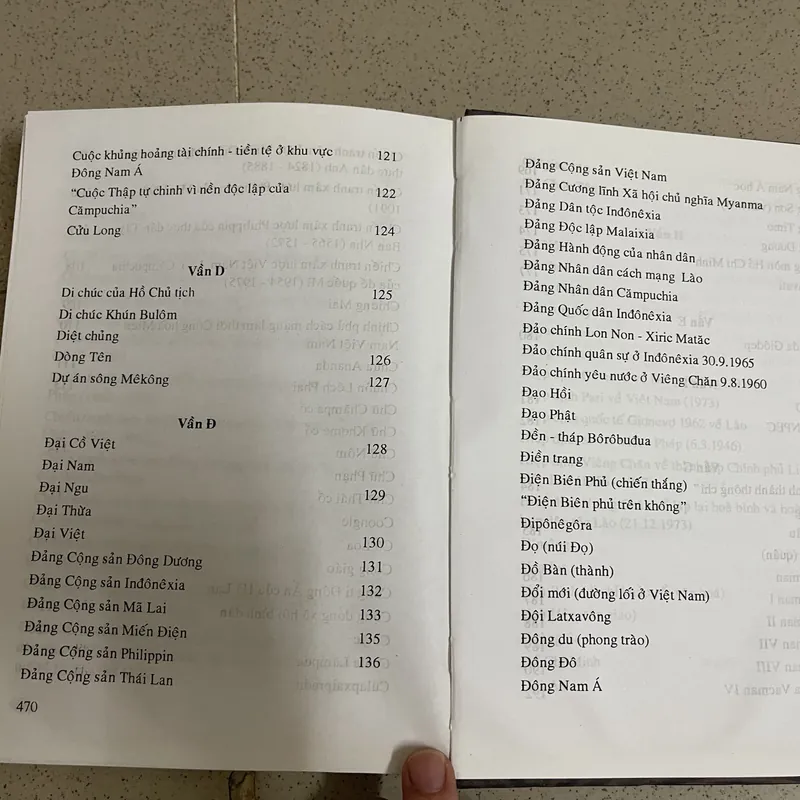 Cuộc khủng hoảng tài chính - tiền tệ ở khu vực 121
Đông Nam Á
“Cuộc Thập tự chinh vì nền độc lập của 122
Cămpuchia”
Cửu Long 124
Vần D
Di chúc của Hồ Chủ tịch 125
Di chúc Khún Bulôm
Diệt chủng
Dòng Tên 126
Dự án sông Mêkông 127
Vần Đ
Đại Cồ Việt 128
Đại Nam
Đại Ngu 129
Đại Thừa
Đại Việt 130
Đảng Cộng sản Đông Dương 131
Đảng Cộng sản Inđônêxia 132
Đảng Cộng sản Mã Lai 133
Đảng Cộng sản Miến Điện 135
Đảng Cộng sản Philippin 136
Đảng Cộng sản Thái Lan
470
Đảng Cộng sản Việt Nam
Đảng Cương lĩnh Xã hội chủ nghĩa Myanma
Đảng Dân tộc Inđônêxia
Đảng Độc lập Malaixia
Đảng Hành động của nhân dân
Đảng Nhân dân cách mạng Lào
Đảng Nhân dân Cămpuchia
Đảng Quốc dân Inđônêxia
Đảo chính Lon Non - Xiric Matăc
Đảo chính quân sự ở Inđônêxia 30.9.1965
Đảo chính yêu nước ở Viêng Chăn 9.8.1960
Đạo Hồi
Đạo Phật
Đền - tháp Bôrôbuđua
Điền trang
Điện Biên Phủ (chiến thắng)
“Điện Biên phủ trên không”
Đipônêgôra
Đọ (núi Đọ)
Đồ Bàn (thành)
Đổi mới (đường lối ở Việt Nam)
Đội Latxavông
Đông du (phong trào)
Đông Đô
Đông Nam Á